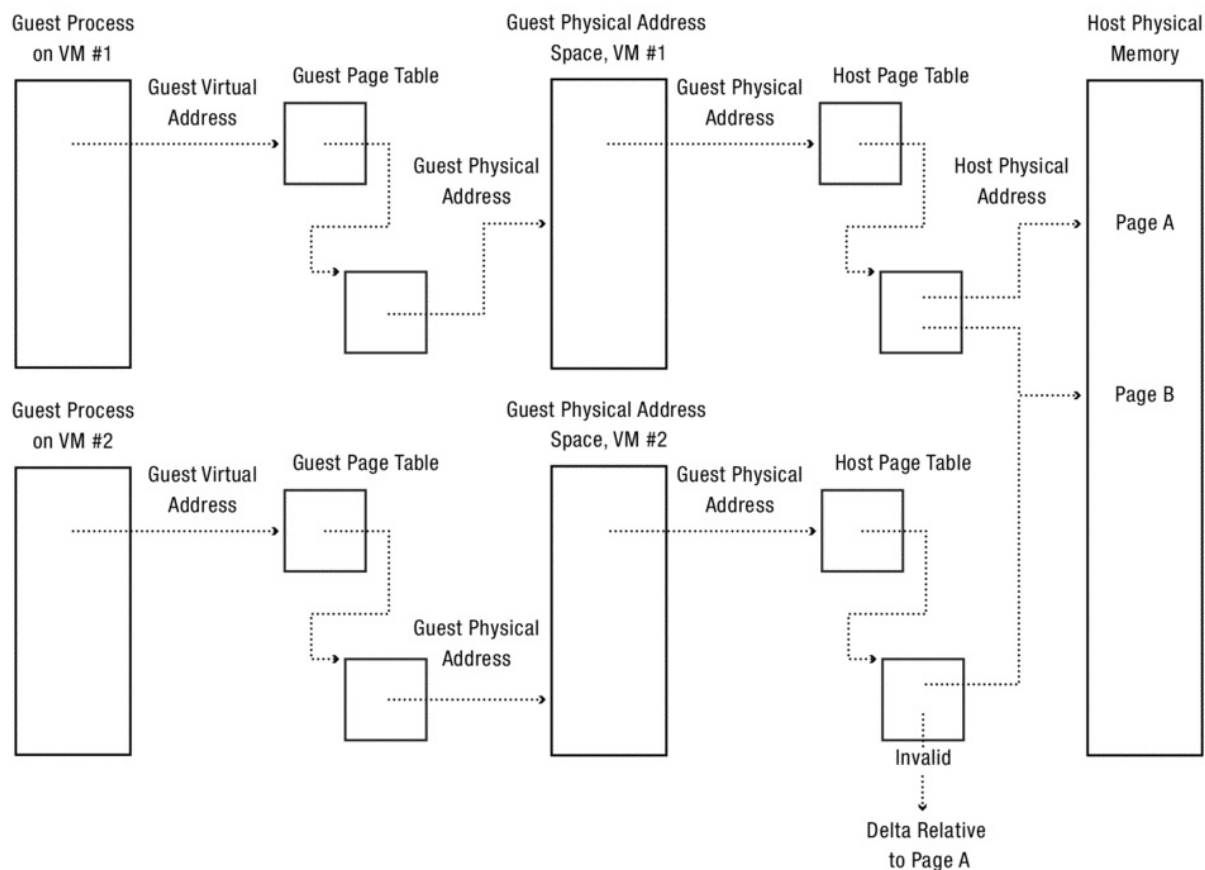 Guest Process
on VM #1
Guest Virtual
Address
Guest Page Table
Guest Physical
Address
Guest Physical Address
Space, VM #1
Guest Physical
Address
Host Page Table
Host Physical
Address
Host Physical
Memory
Page A
Page B
Guest Process
on VM #2
Guest Virtual
Address
Guest Page Table
Guest Physical
Address
Guest Physical Address
Space, VM #2
Guest Physical
Address
Host Page Table
Invalid
Delta Relative
to Page A